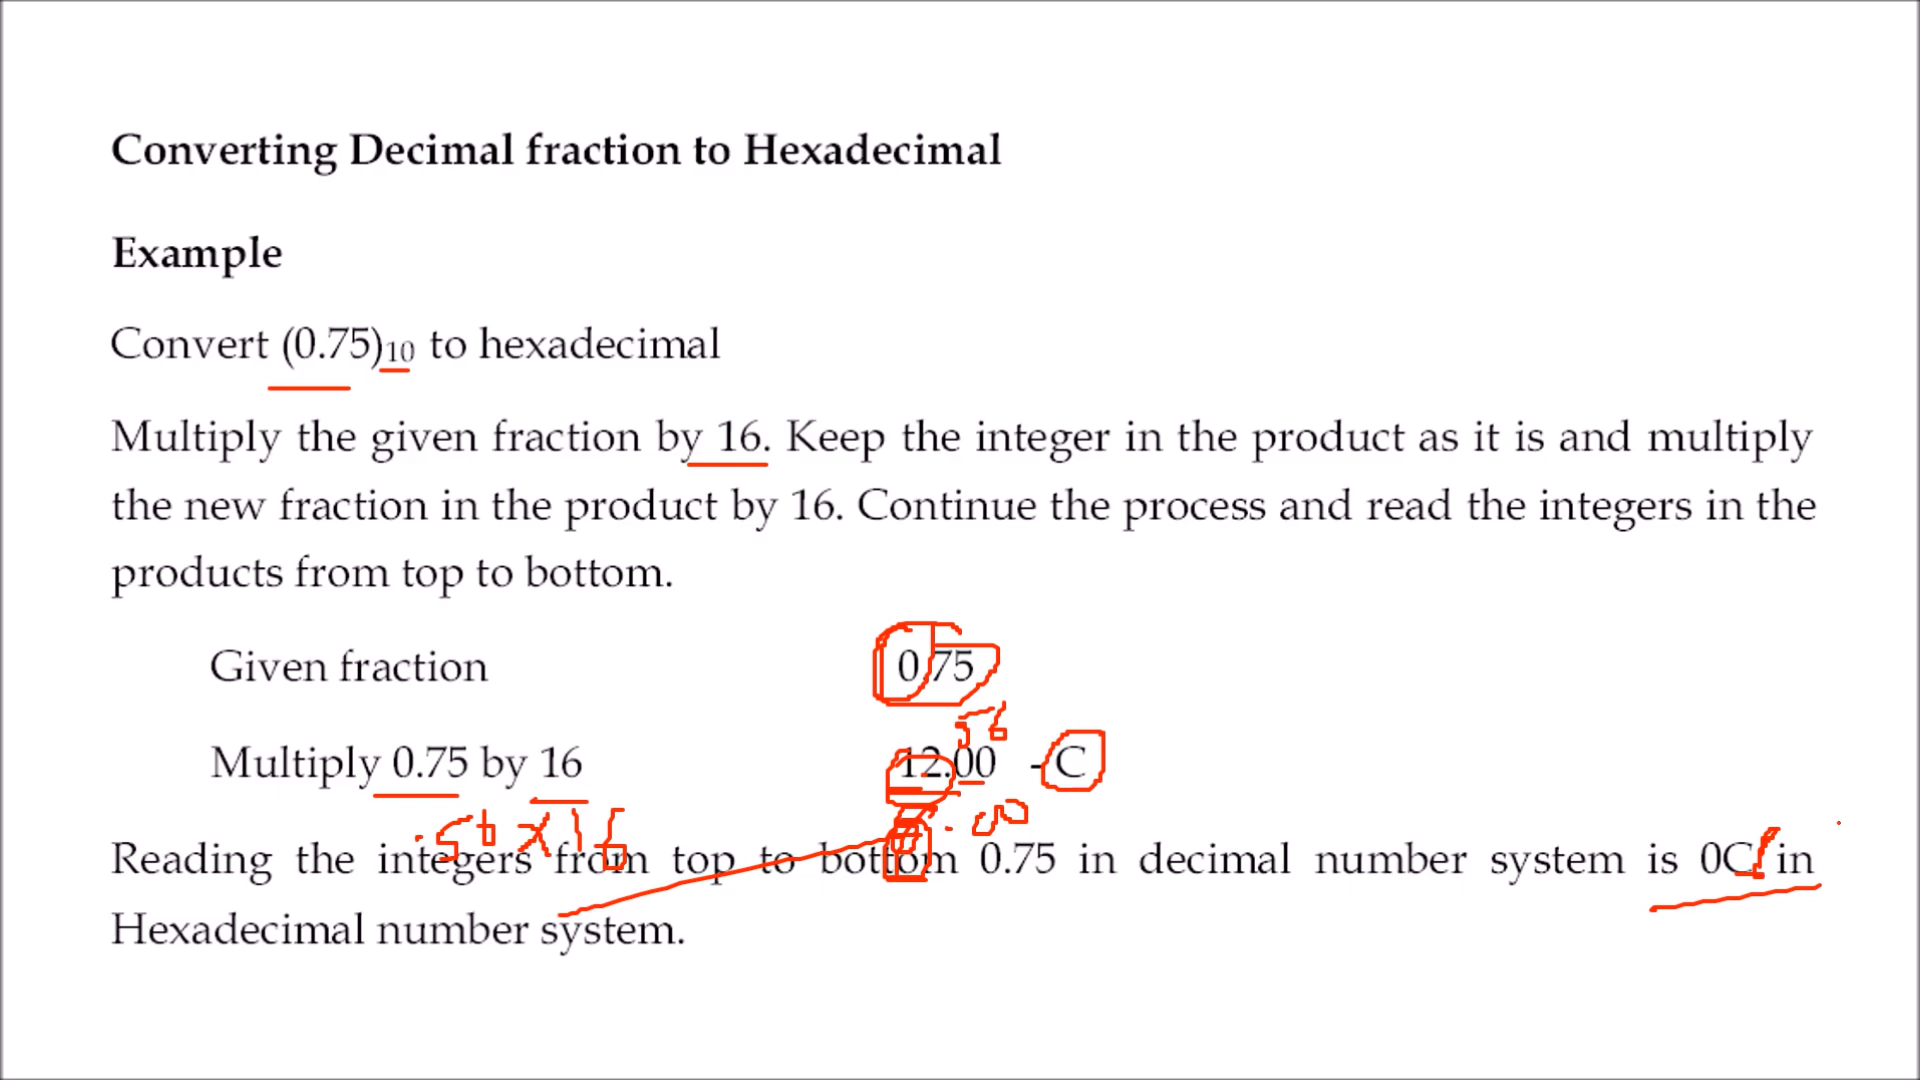 Converting Decimal fraction to Hexadecimal
Example
Convert (0.75)10 to hexadecimal
Multiply the given fraction by 16. Keep the integer in the product as it is and multiply
the new fraction in the product by 16. Continue the process and read the integers in the
products from top to bottom.
Given fraction 0.75
56
Multiply 0.75 by 16 12.00 - C
x16 .00
Reading the integers from top to bottom 0.75 in decimal number system is 0C in
Hexadecimal number system.